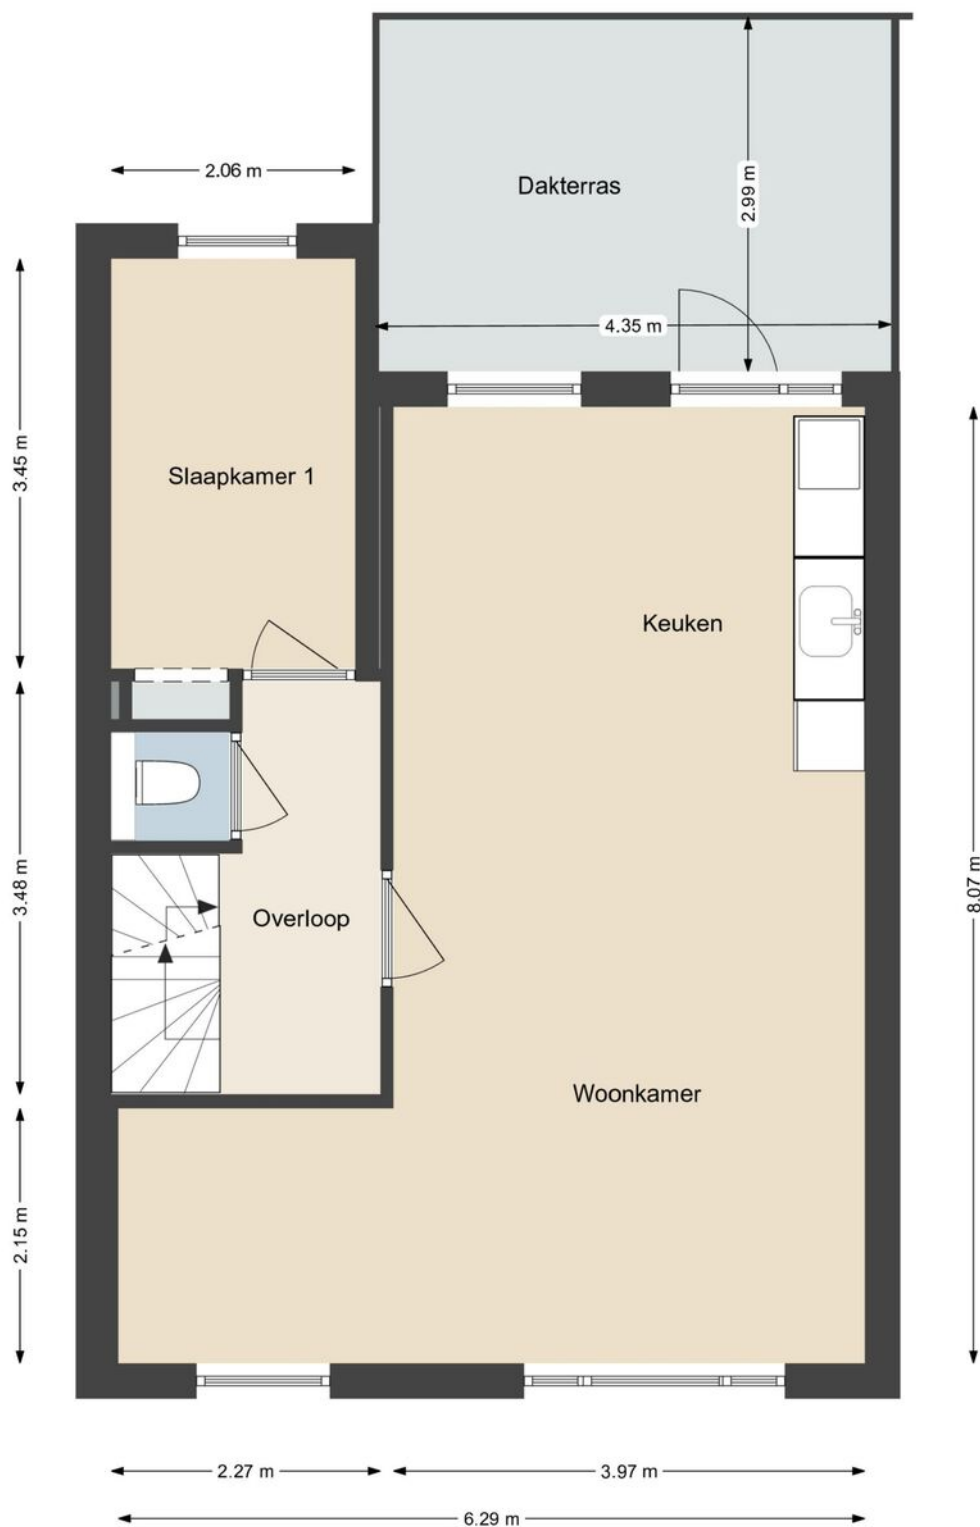 2.06 m
Dakterras
2.99 m
4.35 m
3.45 m
Slaapkamer 1
Keuken
3.48 m
8.07 m
Overloop
Woonkamer
2.15 m
2.27 m
3.97 m
6.29 m